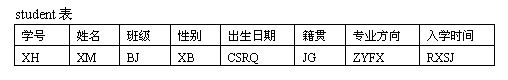 student 表
学号 姓名 班级 性别 出生日期 籍贯 专业方向 入学时间
XH XM BJ XB CSRQ JG ZYFX RXSJ